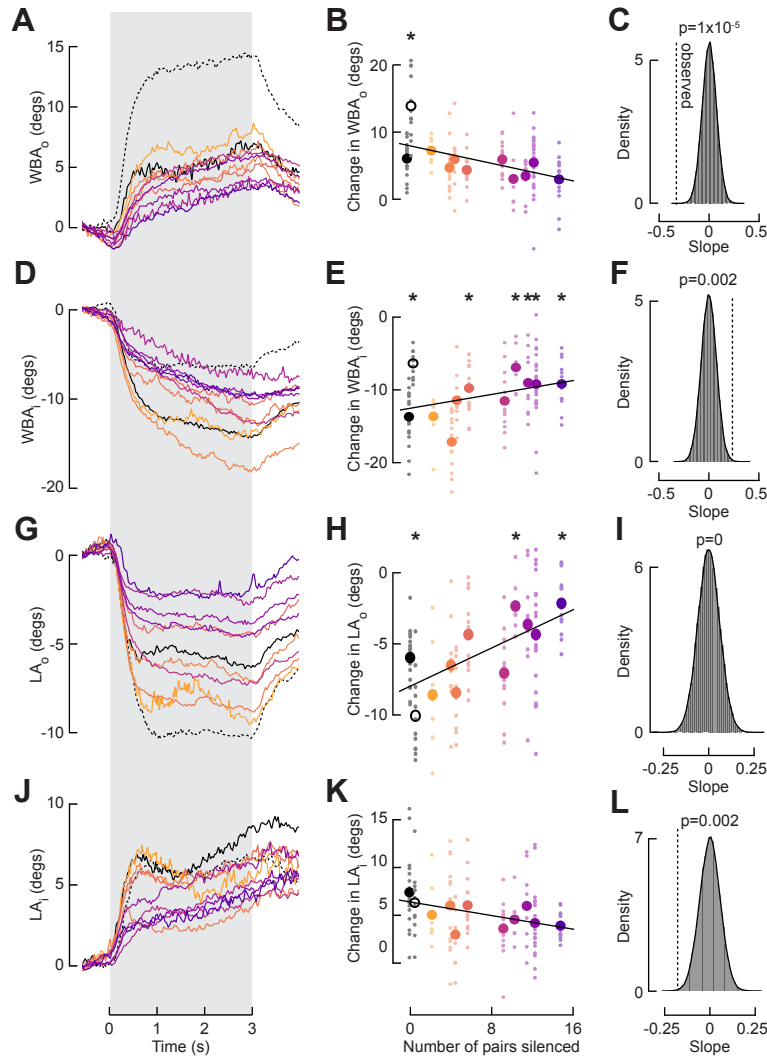 A
B
C
15
10
5
0
WBAo (degs)
*
20
10
0
Change in WBAo (degs)
p=1x10-5
observed
5
0
Density
-0.5 0 0.5
Slope
D
E
F
0
-10
-20
WBAi (degs)
* * * * * *
0
-10
-20
Change in WBAi (degs)
p=0.002
5
0
Density
-0.5 0 0.5
Slope
G
H
I
0
-5
-10
LAo (degs)
* * *
0
-5
-10
Change in LAo (degs)
p=0
6
0
Density
-0.25 0 0.25
Slope
J
K
L
10
5
0
LAi (degs)
0 2 3
Time (s)
15
10
5
0
Change in LAi (degs)
0 8 16
Number of pairs silenced
p=0.002
7
0
Density
-0.25 0 0.25
Slope